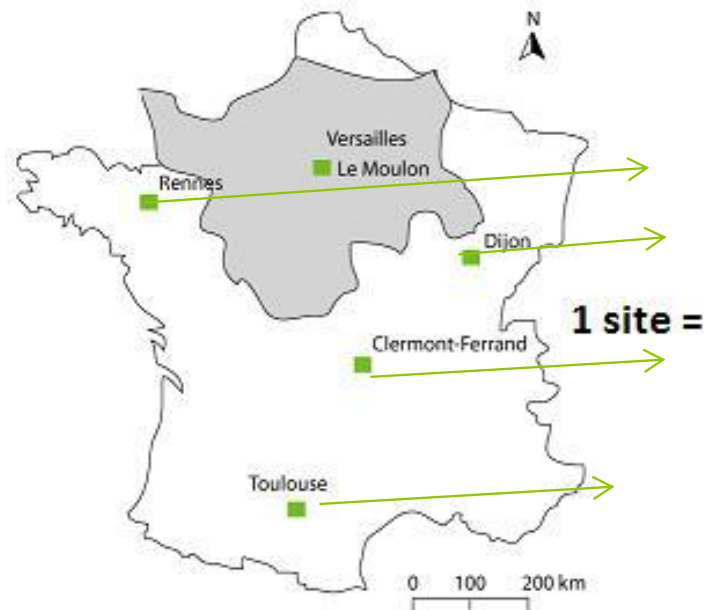 N
Versailles
Le Moulon
Rennes
Dijon
1 site =
Clermont-Ferrand
Toulouse
0 100 200 km